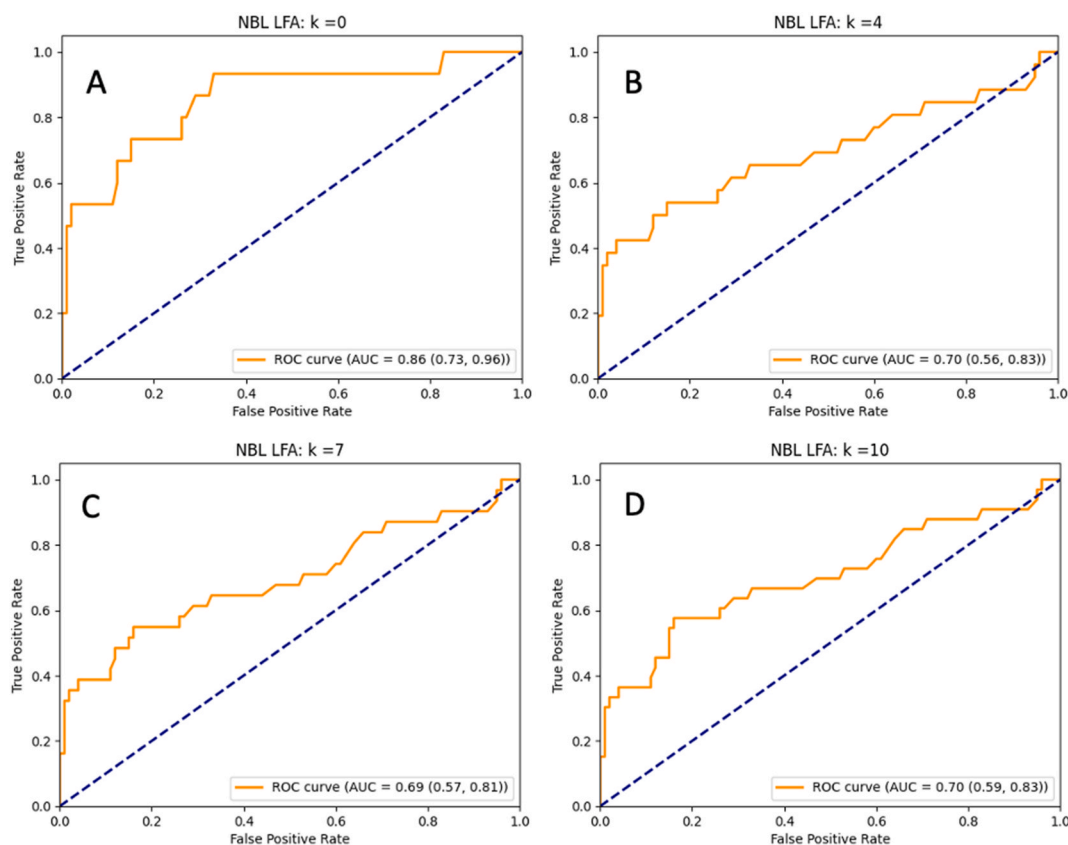 NBL LFA: k =0
A
1.0
0.8
0.6
0.4
0.2
0.0
True Positive Rate
0.0 0.2 0.4 0.6 0.8 1.0
False Positive Rate
ROC curve (AUC = 0.86 (0.73, 0.96))
NBL LFA: k =4
B
1.0
0.8
0.6
0.4
0.2
0.0
True Positive Rate
0.0 0.2 0.4 0.6 0.8 1.0
False Positive Rate
ROC curve (AUC = 0.70 (0.56, 0.83))
NBL LFA: k =7
C
1.0
0.8
0.6
0.4
0.2
0.0
True Positive Rate
0.0 0.2 0.4 0.6 0.8 1.0
False Positive Rate
ROC curve (AUC = 0.69 (0.57, 0.81))
NBL LFA: k =10
D
1.0
0.8
0.6
0.4
0.2
0.0
True Positive Rate
0.0 0.2 0.4 0.6 0.8 1.0
False Positive Rate
ROC curve (AUC = 0.70 (0.59, 0.83))